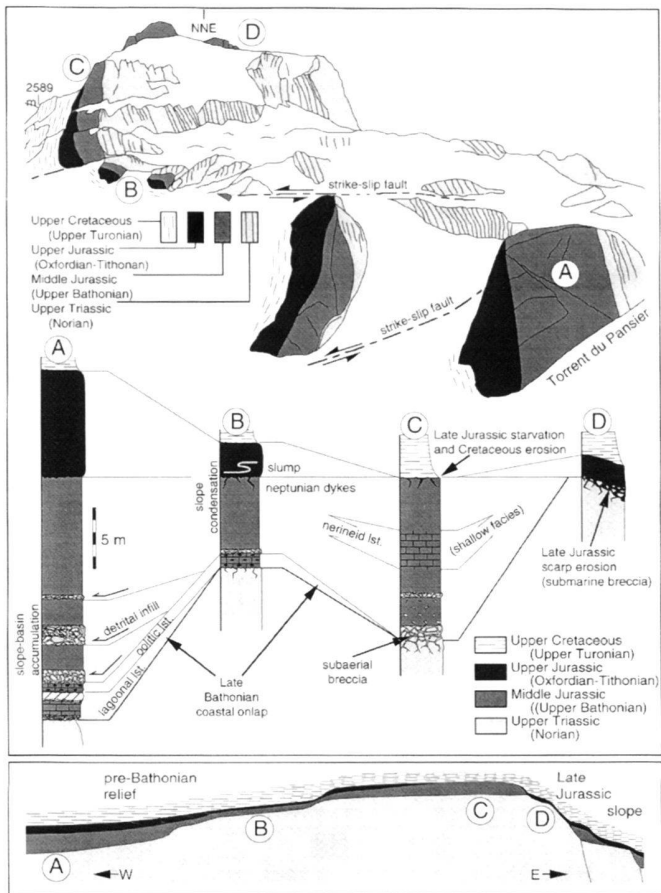 NNE
D
C
2589
m
B
strike-slip fault
Upper Cretaceous
(Upper Turonian)
Upper Jurassic
(Oxfordian-Tithonan)
Middle Jurassic
(Upper Bathonian)
Upper Triassic
(Norian)
A
strike-slip fault
Torrent du Pansier
A
B
C
D
Late Jurassic starvation
and Cretaceous erosion
slump
neptunian dykes
slope
condensation
5 m
nerineid lst.
(shallow facies)
Late Jurassic
scarp erosion
(submarine breccia)
detrital infill
oolitic lst.
lagoonal lst.
slope-basin
accumulation
Late
Bathonian
coastal onlap
subaerial
breccia
Upper Cretaceous
(Upper Turonian)
Upper Jurassic
(Oxfordian-Tithonian)
Middle Jurassic
((Upper Bathonian)
Upper Triassic
(Norian)
pre-Bathonian
relief
Late
Jurassic
slope
A
B
C
D
W
E